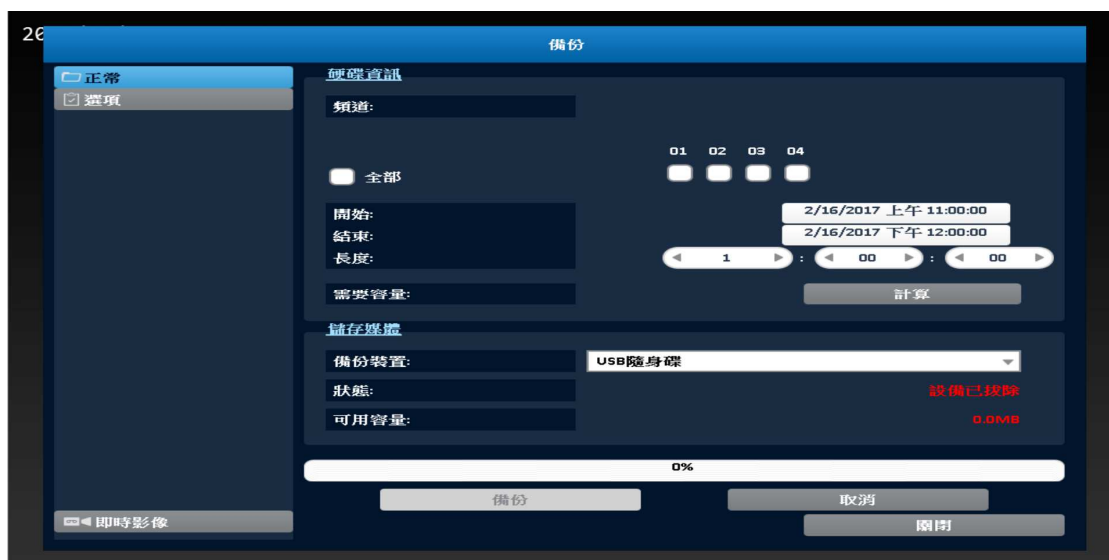 20
備份
正常
選項
硬碟資訊
頻道:
01 02 03 04
全部
開始: 2/16/2017 上午 11:00:00
結束: 2/16/2017 下午 12:00:00
長度: 1 : 00 : 00
需要容量: 計算
儲存媒體
備份裝置: USB隨身碟
狀態: 設備已拔除
可用容量: 0.0MB
0%
備份 取消
即時影像 關閉